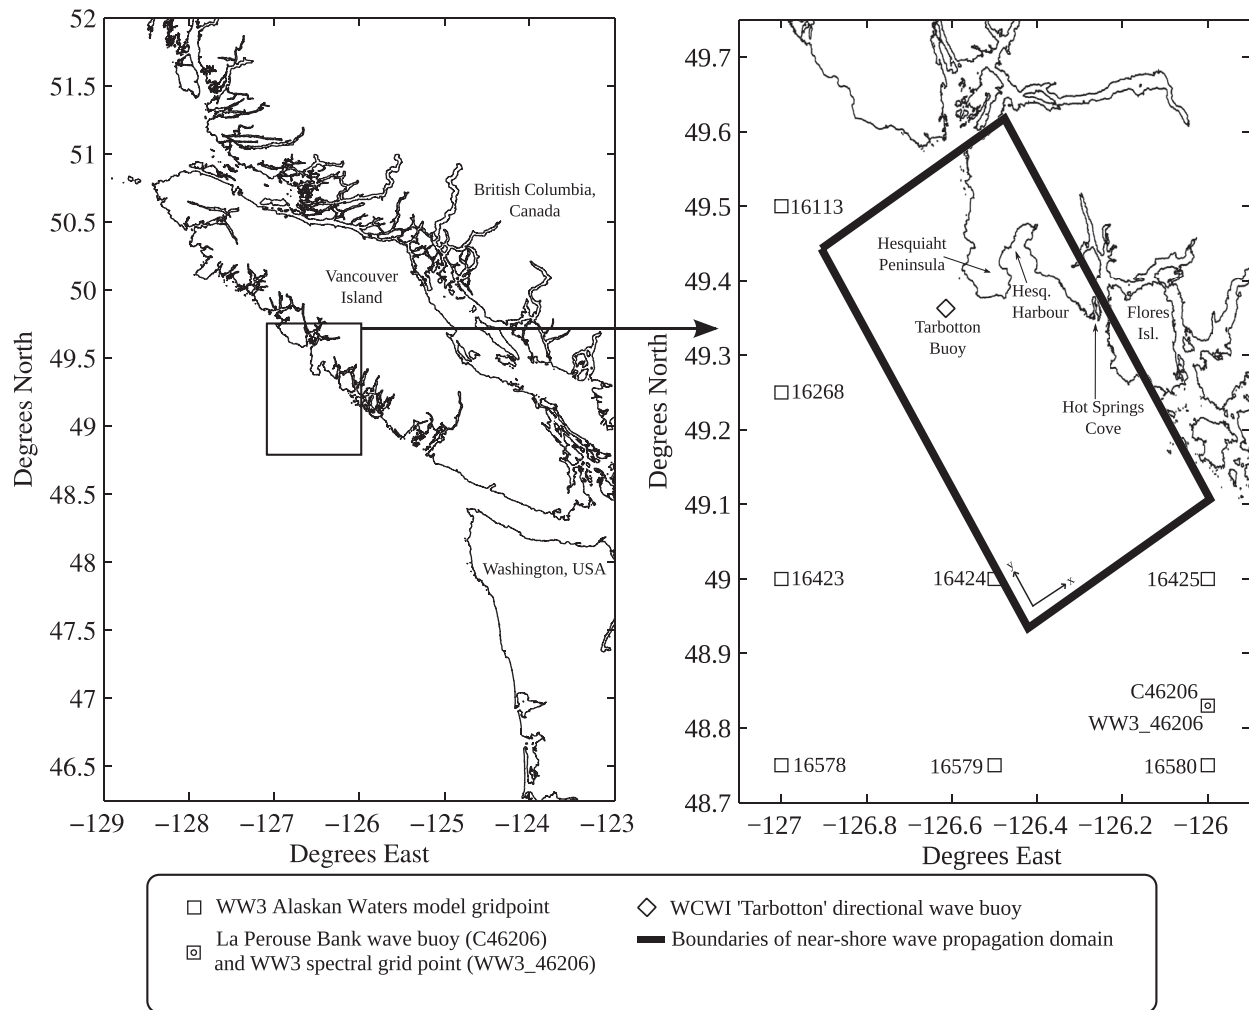 52
51.5
51
50.5
50
49.5
49
48.5
48
47.5
47
46.5
−129
−128
−127
−126
−125
−124
−123
Degrees North
Degrees East
British Columbia,
Canada
Vancouver
Island
Washington, USA
49.7
49.6
49.5
49.4
49.3
49.2
49.1
49
48.9
48.8
48.7
−127
−126.8
−126.6
−126.4
−126.2
−126
Degrees North
Degrees East
16113
Hesquiaht
Peninsula
Hesq.
Harbour
Flores
Isl.
Tarbotton
Buoy
16268
Hot Springs
Cove
16423
16424
y
x
16425
C46206
WW3_46206
16578
16579
16580
WW3 Alaskan Waters model gridpoint
La Perouse Bank wave buoy (C46206)
and WW3 spectral grid point (WW3_46206)
WCWI 'Tarbotton' directional wave buoy
Boundaries of near-shore wave propagation domain